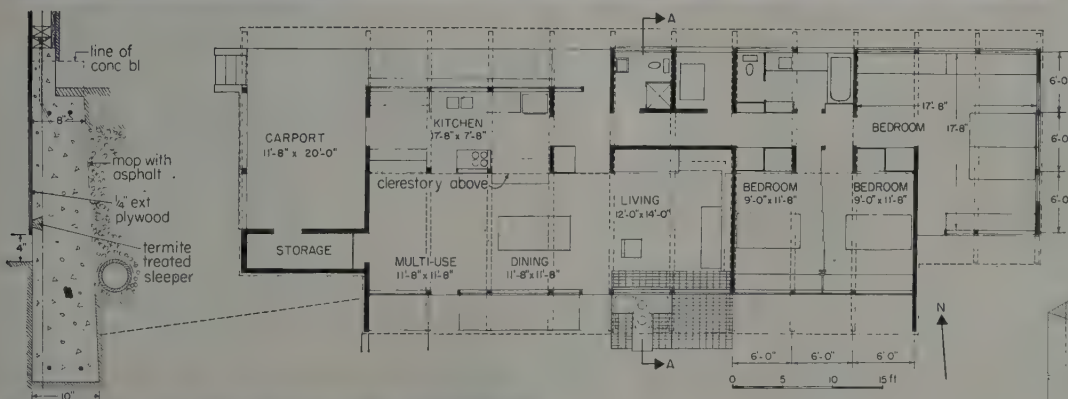 line of
conc bl
8"
mop with
asphalt
1/4" ext
plywood
termite
treated
sleeper
4"
10"
CARPORT
11'-8" x 20'-0"
STORAGE
KITCHEN
17'-8" x 7'-8"
clerestory above
MULTI-USE
11'-8" x 11'-8"
DINING
11'-8" x 11'-8"
A
LIVING
12'-0" x 14'-0"
A
BEDROOM
9'-0" x 11'-8"
BEDROOM
9'-0" x 11'-8"
17'-8"
17'-8"
BEDROOM
6'-0"
6'-0"
6'-0"
N
6'-0"
6'-0"
6'-0"
0 5 10 15 ft